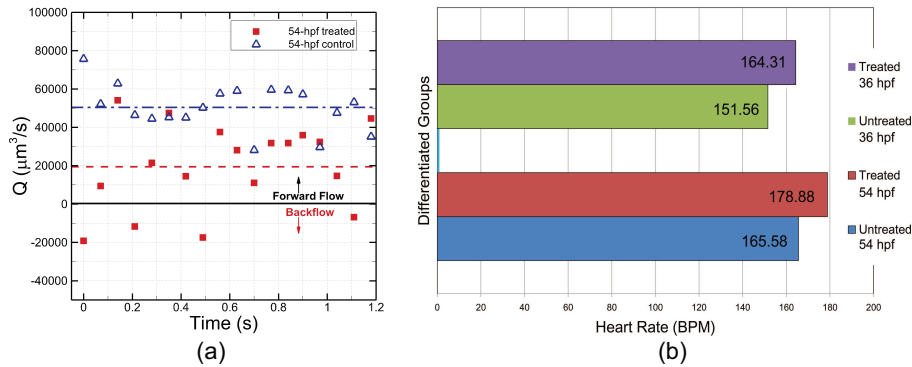 54-hpf treated
54-hpf control
Q (μm³/s)
100000
80000
60000
40000
20000
0
-20000
-40000
Forward Flow
Backflow
0
0.2
0.4
0.6
0.8
1.0
1.2
Time (s)
(a)
Differentiated Groups
164.31
151.56
178.88
165.58
Treated
36 hpf
Untreated
36 hpf
Treated
54 hpf
Untreated
54 hpf
0
20
40
60
80
100
120
140
160
180
200
Heart Rate (BPM)
(b)